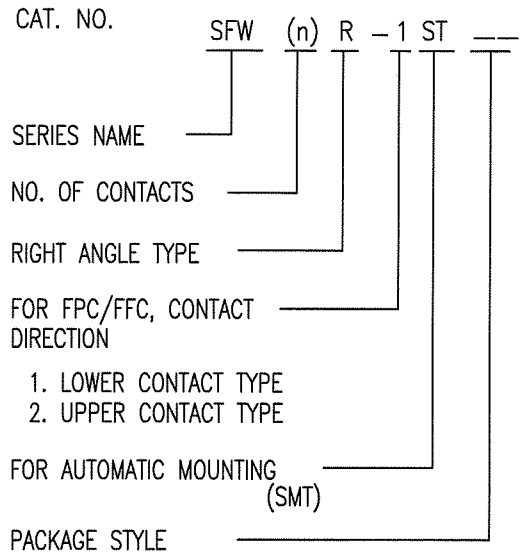 CAT. NO.
SFW (n) R - 1 ST __
SERIES NAME
NO. OF CONTACTS
RIGHT ANGLE TYPE
FOR FPC/FFC, CONTACT
DIRECTION
1. LOWER CONTACT TYPE
2. UPPER CONTACT TYPE
FOR AUTOMATIC MOUNTING
(SMT)
PACKAGE STYLE